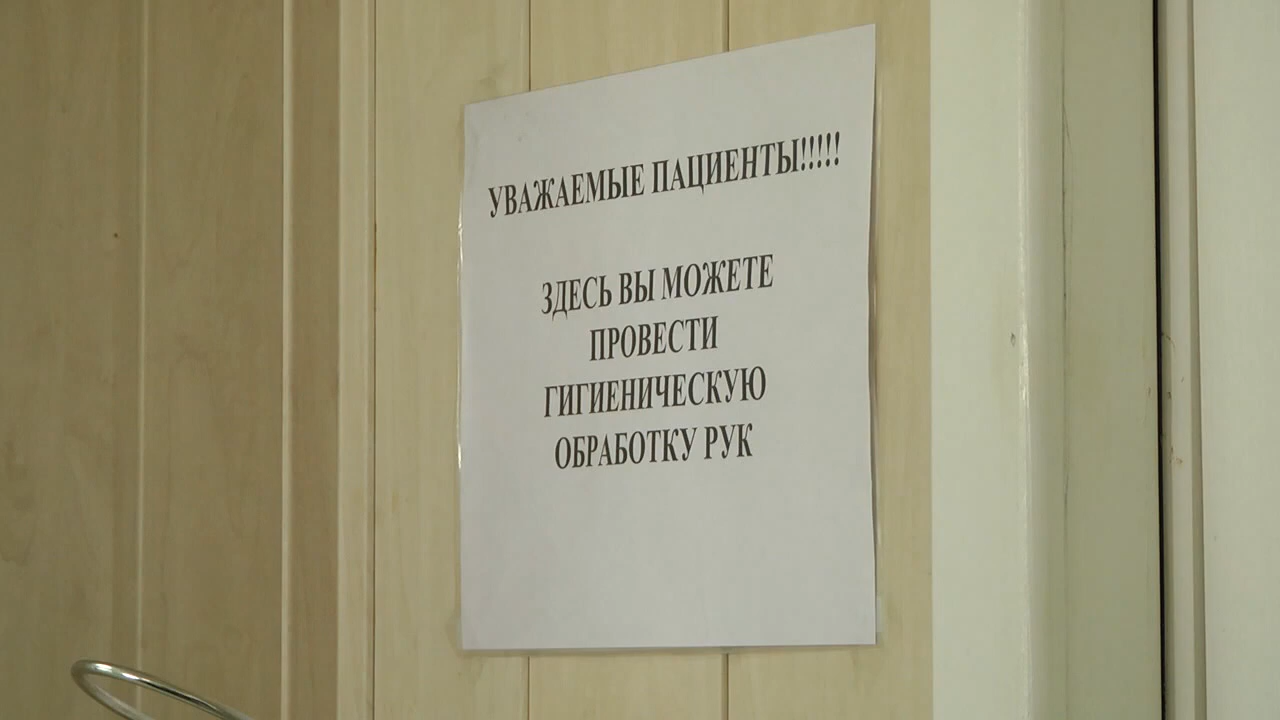 УВАЖАЕМЫЕ ПАЦИЕНТЫ!!!!!
ЗДЕСЬ ВЫ МОЖЕТЕ
ПРОВЕСТИ
ГИГИЕНИЧЕСКУЮ
ОБРАБОТКУ РУК